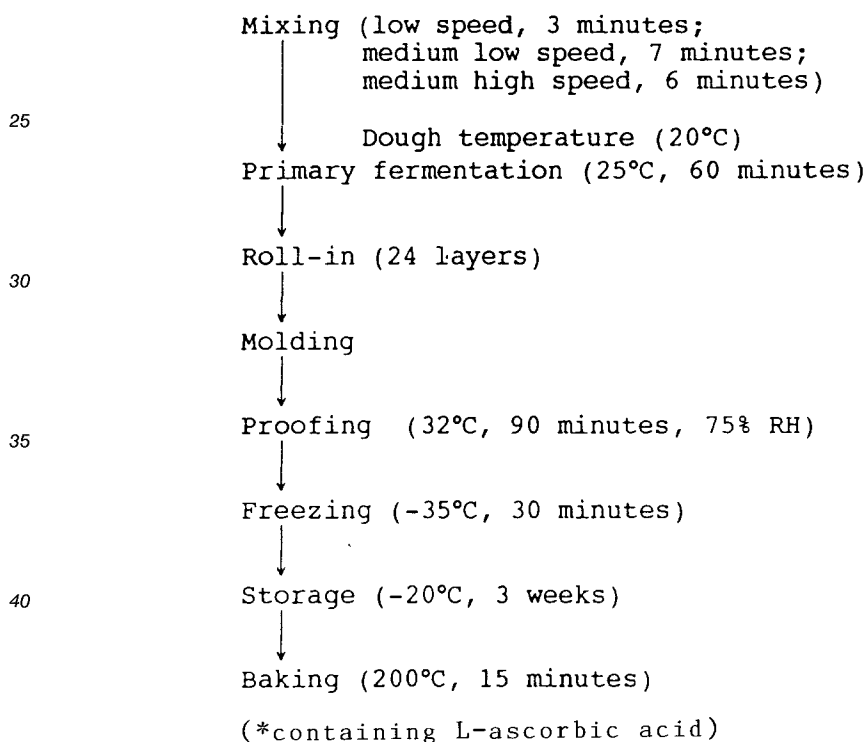 Mixing (low speed, 3 minutes;
medium low speed, 7 minutes;
medium high speed, 6 minutes)
25
Dough temperature (20°C)
Primary fermentation (25°C, 60 minutes)
Roll-in (24 layers)
30
Molding
Proofing (32°C, 90 minutes, 75% RH)
35
Freezing (-35°C, 30 minutes)
Storage (-20°C, 3 weeks)
40
Baking (200°C, 15 minutes)
(*containing L-ascorbic acid)